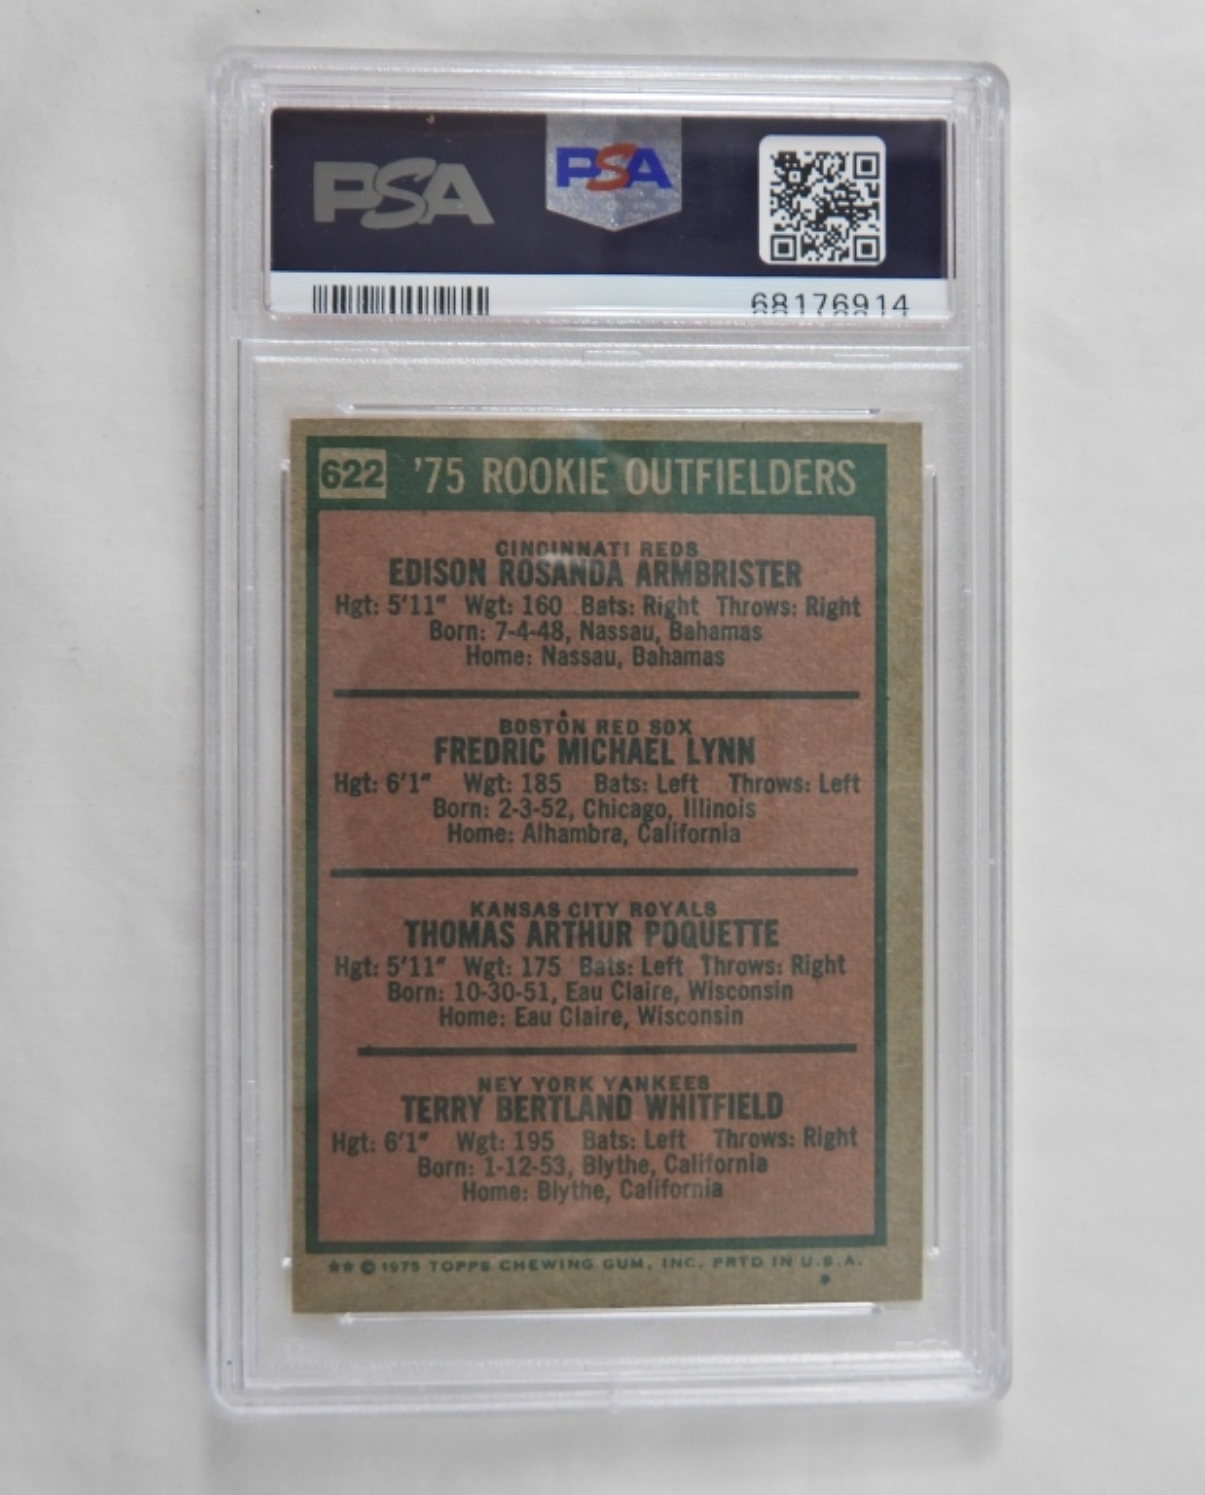 PSA
PSA
68176914
622 '75 ROOKIE OUTFIELDERS
CINCINNATI REDS
EDISON ROSANDA ARMBRISTER
Hgt: 5'11" Wgt: 160 Bats: Right Throws: Right
Born: 7-4-48, Nassau, Bahamas
Home: Nassau, Bahamas
BOSTON RED SOX
FREDRIC MICHAEL LYNN
Hgt: 6'1" Wgt: 185 Bats: Left Throws: Left
Born: 2-3-52, Chicago, Illinois
Home: Alhambra, California
KANSAS CITY ROYALS
THOMAS ARTHUR POQUETTE
Hgt: 5'11" Wgt: 175 Bats: Left Throws: Right
Born: 10-30-51, Eau Claire, Wisconsin
Home: Eau Claire, Wisconsin
NEY YORK YANKEES
TERRY BERTLAND WHITFIELD
Hgt: 6'1" Wgt: 195 Bats: Left Throws: Right
Born: 1-12-53, Blythe, California
Home: Blythe, California
** © 1975 TOPPS CHEWING GUM, INC. PRTD IN U.S.A.